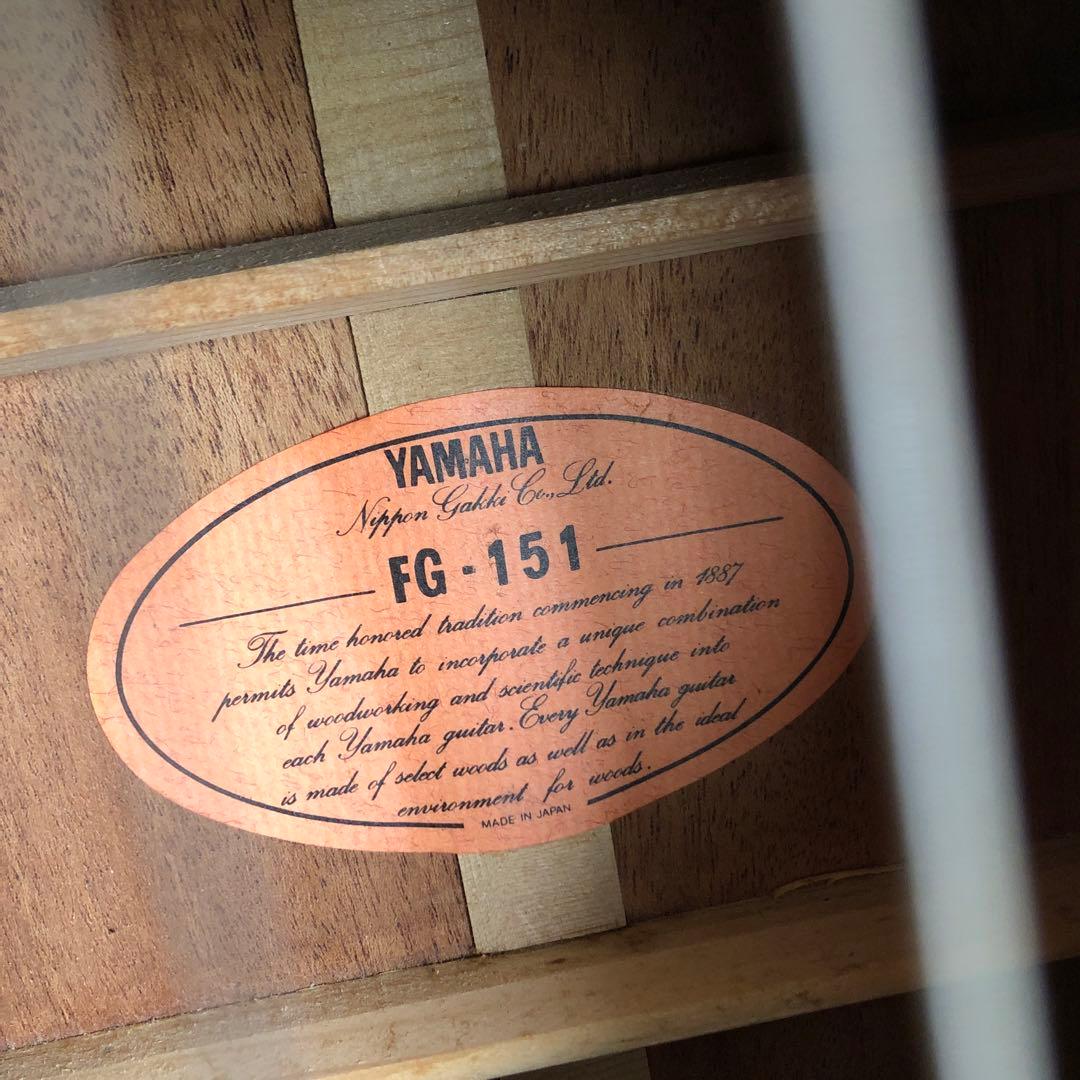 YAMAHA
Nippon Gakki Co., Ltd.
FG-151
The time honored tradition commencing in 1887
permits Yamaha to incorporate a unique combination
of woodworking and scientific technique into
each Yamaha guitar. Every Yamaha guitar
is made of select woods as well as in the ideal
environment for woods.
MADE IN JAPAN